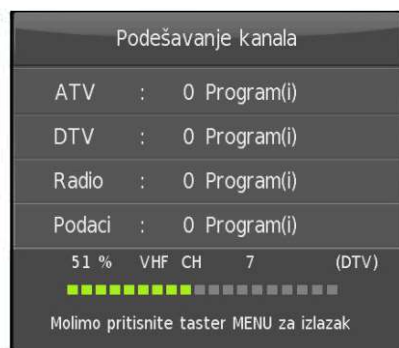 Podešavanje kanala
ATV : 0 Program(i)
DTV : 0 Program(i)
Radio : 0 Program(i)
Podaci : 0 Program(i)
51 % VHF CH 7 (DTV)
Molimo pritisnite taster MENU za izlazak